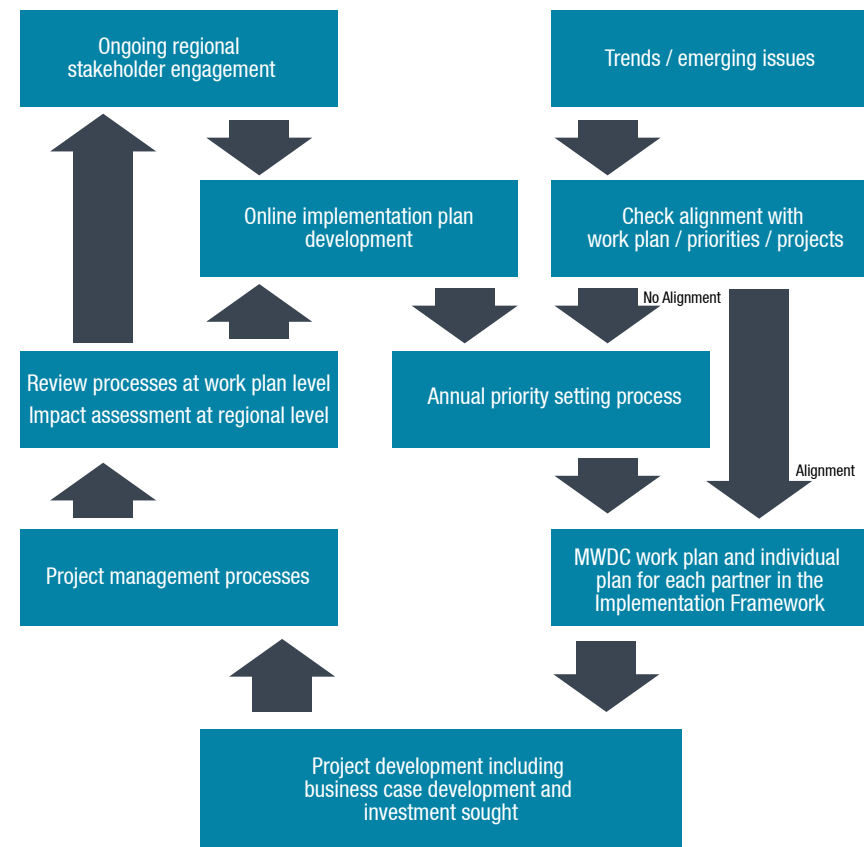 Ongoing regional
stakeholder engagement
Trends / emerging issues
Online implementation plan
development
Check alignment with
work plan / priorities / projects
No Alignment
Review processes at work plan level
Impact assessment at regional level
Annual priority setting process
Alignment
Project management processes
MWDC work plan and individual
plan for each partner in the
Implementation Framework
Project development including
business case development and
investment sought